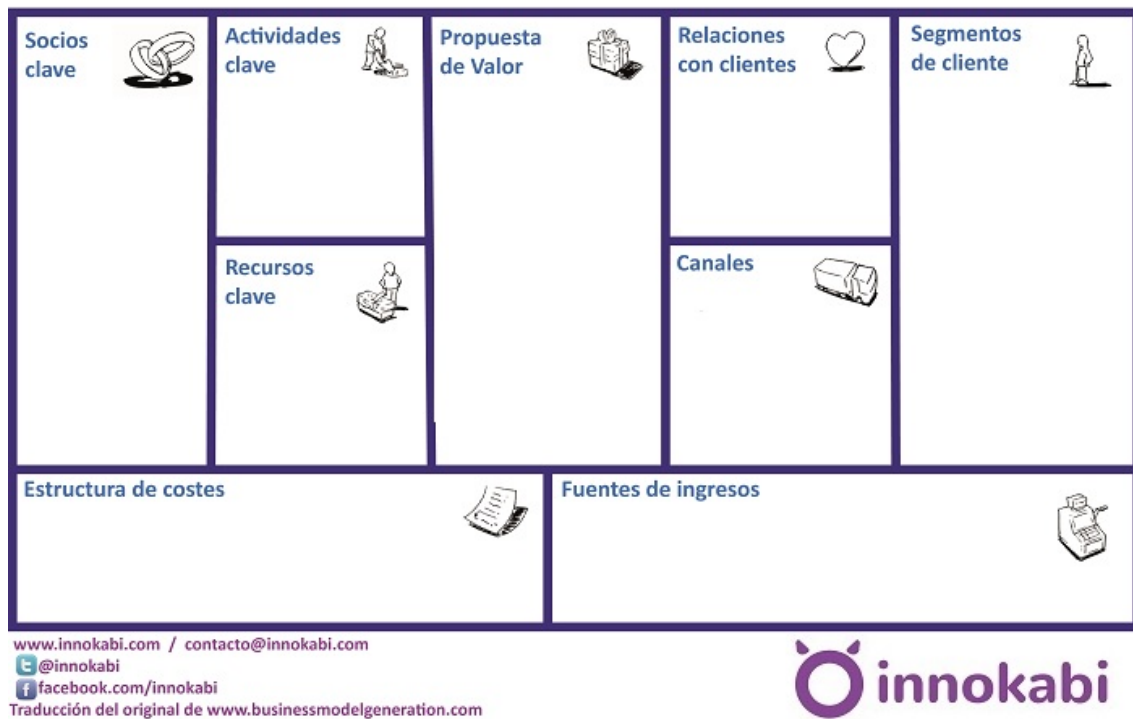 Socios
clave
Actividades
clave
Propuesta
de Valor
Relaciones
con clientes
Segmentos
de cliente
Recursos
clave
Canales
Estructura de costes
Fuentes de ingresos
www.innokabi.com / contacto@innokabi.com
@innokabi
facebook.com/innokabi
Traducción del original de www.businessmodelgeneration.com
innokabi